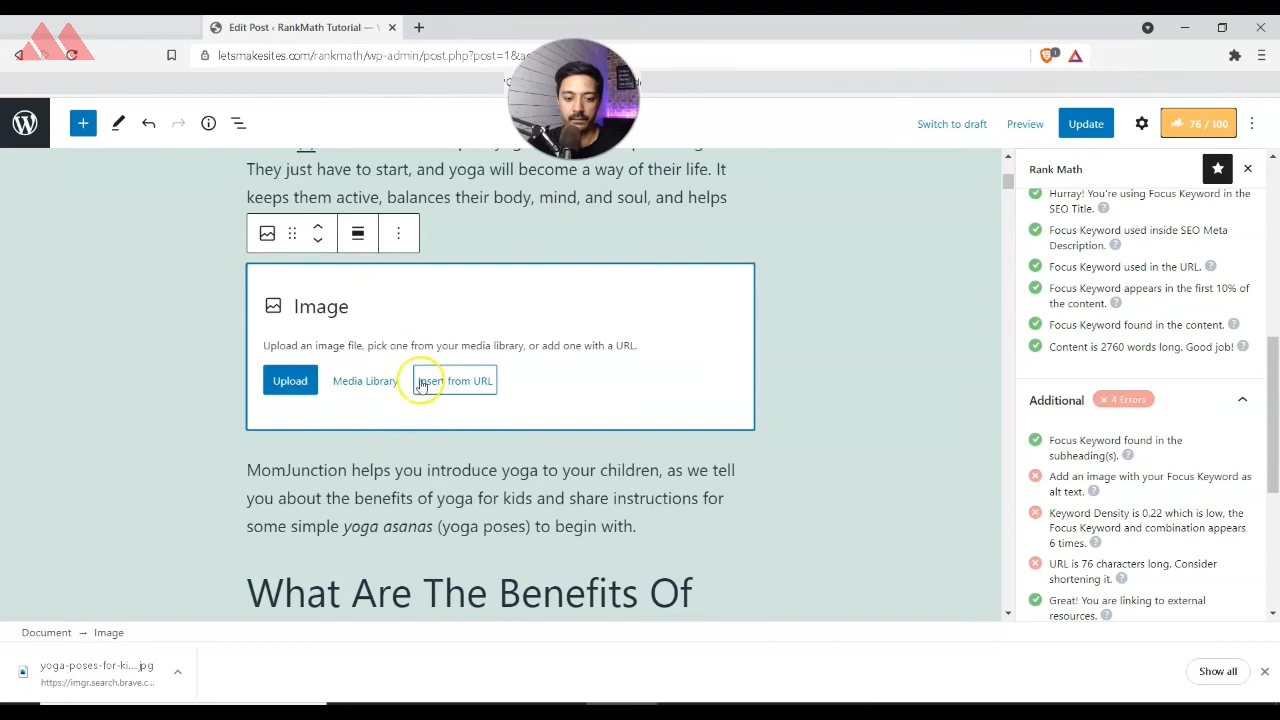 Edit Post ‹ RankMath Tutorial —
letsmakesites.com/rankmath/wp-admin/post.php?post=1&a
1
Switch to draft
Preview
Update
76 / 100
They just have to start, and yoga will become a way of their life. It
keeps them active, balances their body, mind, and soul, and helps
Image
Upload an image file, pick one from your media library, or add one with a URL.
Upload
Media Library
Insert from URL
MomJunction helps you introduce yoga to your children, as we tell
you about the benefits of yoga for kids and share instructions for
some simple yoga asanas (yoga poses) to begin with.
What Are The Benefits Of
Rank Math
Hurray! You're using Focus Keyword in the
SEO Title.
Focus Keyword used inside SEO Meta
Description.
Focus Keyword used in the URL.
Focus Keyword appears in the first 10% of
the content.
Focus Keyword found in the content.
Content is 2760 words long. Good job!
Additional
× 4 Errors
Focus Keyword found in the
subheading(s).
Add an image with your Focus Keyword as
alt text.
Keyword Density is 0.22 which is low, the
Focus Keyword and combination appears
6 times.
URL is 76 characters long. Consider
shortening it.
Great! You are linking to external
resources.
Document → Image
yoga-poses-for-ki....jpg
https://imgr.search.brave.c...
Show all